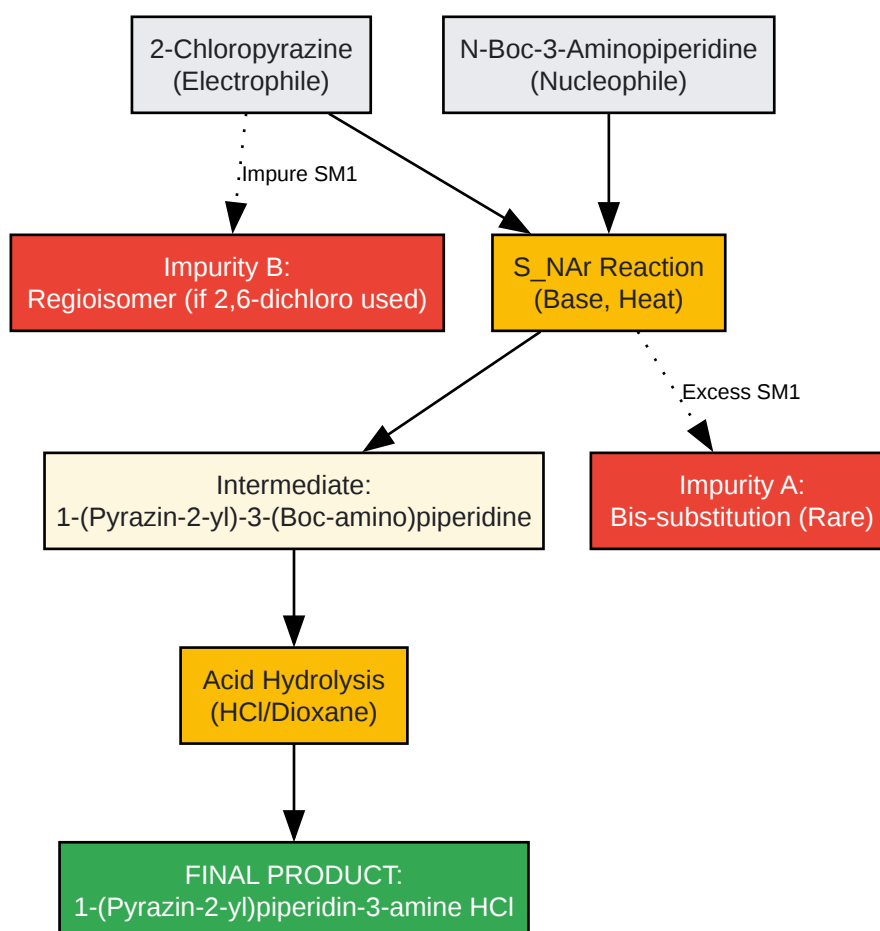 2-Chloropyrazine
(Electrophile)
N-Boc-3-Aminopiperidine
(Nucleophile)
Impure SM1
Impurity B:
Regioisomer (if 2,6-dichloro used)
S_NAr Reaction
(Base, Heat)
Excess SM1
Intermediate:
1-(Pyrazin-2-yl)-3-(Boc-amino)piperidine
Impurity A:
Bis-substitution (Rare)
Acid Hydrolysis
(HCl/Dioxane)
FINAL PRODUCT:
1-(Pyrazin-2-yl)piperidin-3-amine HCl